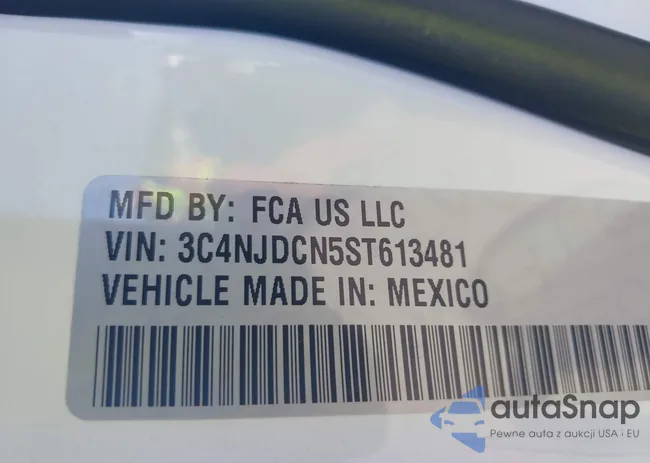 MFD BY: FCA US LLC
VIN: 3C4NJDCN5ST613481
VEHICLE MADE IN: MEXICO
autaSnap
Pewne auta z aukcji USA i EU